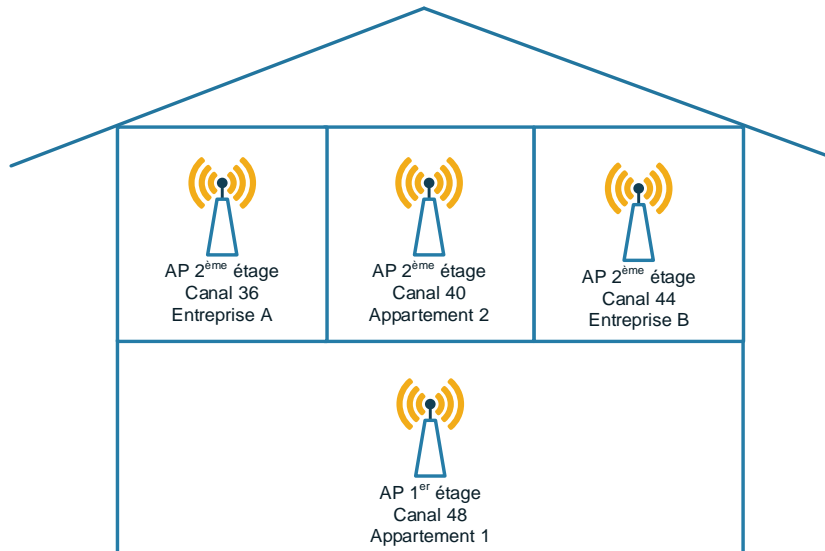 AP 2ème étage
Canal 36
Entreprise A
AP 2ème étage
Canal 40
Appartement 2
AP 2ème étage
Canal 44
Entreprise B
AP 1er étage
Canal 48
Appartement 1